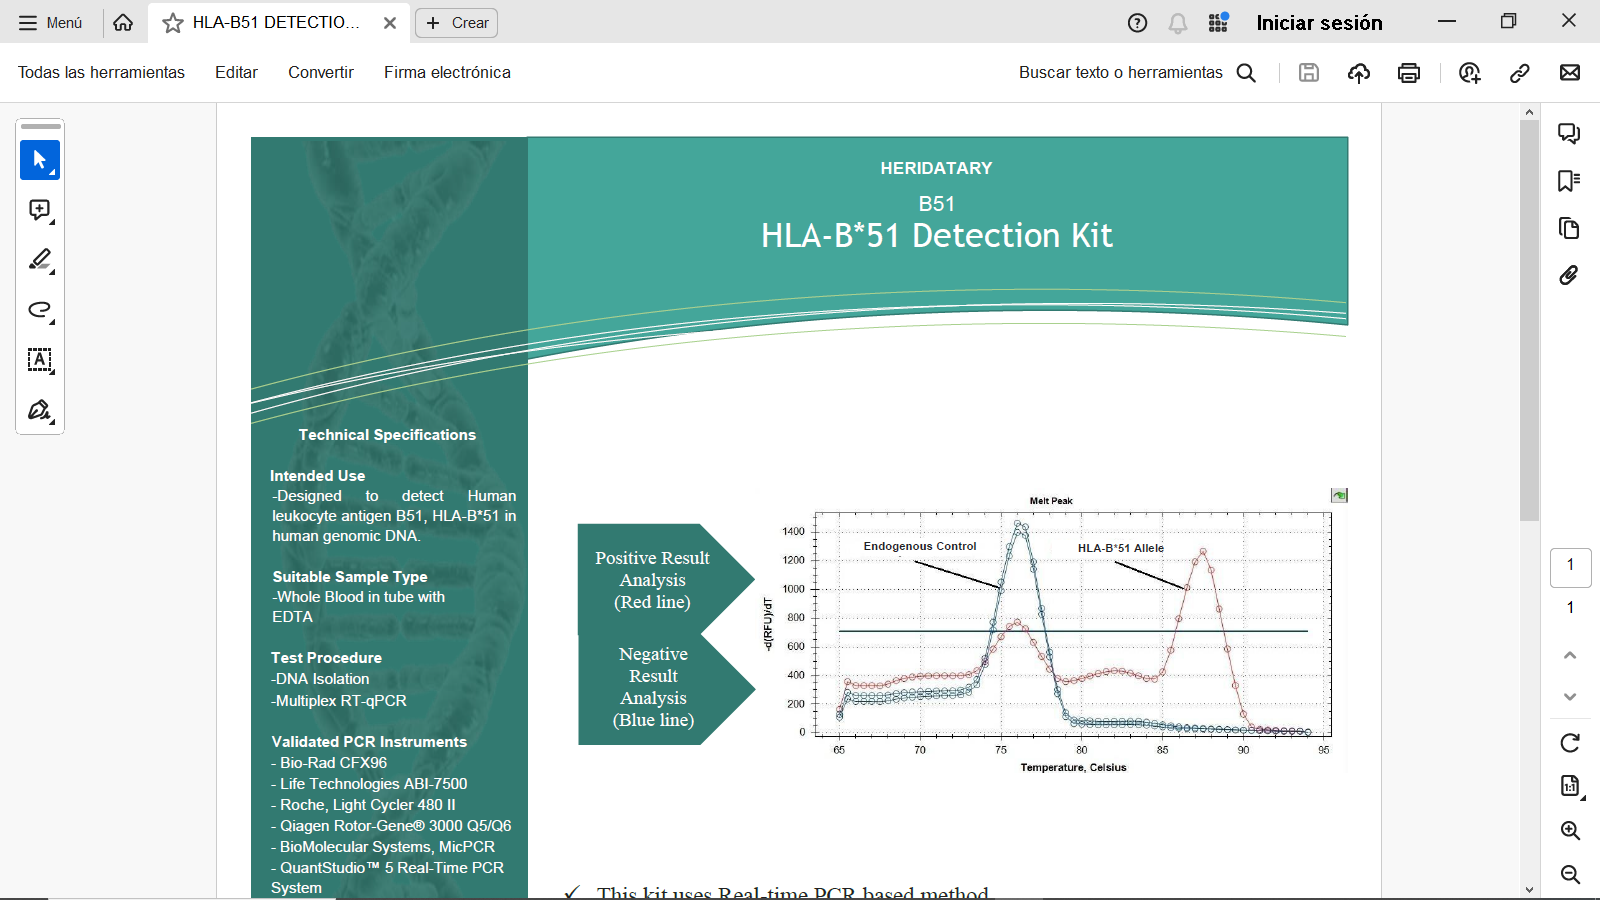 Menú
HLA-B51 DETECTIO...
Crear
Iniciar sesión
Todas las herramientas
Editar
Convertir
Firma electrónica
Buscar texto o herramientas
HERIDATARY
B51
HLA-B*51 Detection Kit
Technical Specifications
Intended Use
-Designed to detect Human
leukocyte antigen B51, HLA-B*51 in
human genomic DNA.
Suitable Sample Type
-Whole Blood in tube with
EDTA
Test Procedure
-DNA Isolation
-Multiplex RT-qPCR
Validated PCR Instruments
- Bio-Rad CFX96
- Life Technologies ABI-7500
- Roche, Light Cycler 480 II
- Qiagen Rotor-Gene® 3000 Q5/Q6
- BioMolecular Systems, MicPCR
- QuantStudio™ 5 Real-Time PCR
System
Positive Result
Analysis
(Red line)
Negative
Result
Analysis
(Blue line)
Melt Peak
Endogenous Control
HLA-B*51 Allele
-d(RFU)/dT
1400
1200
1000
800
600
400
200
0
65 70 75 80 85 90 95
Temperature, Celsius
✓ This kit uses Real-time PCR based method
1
1
1:1
A